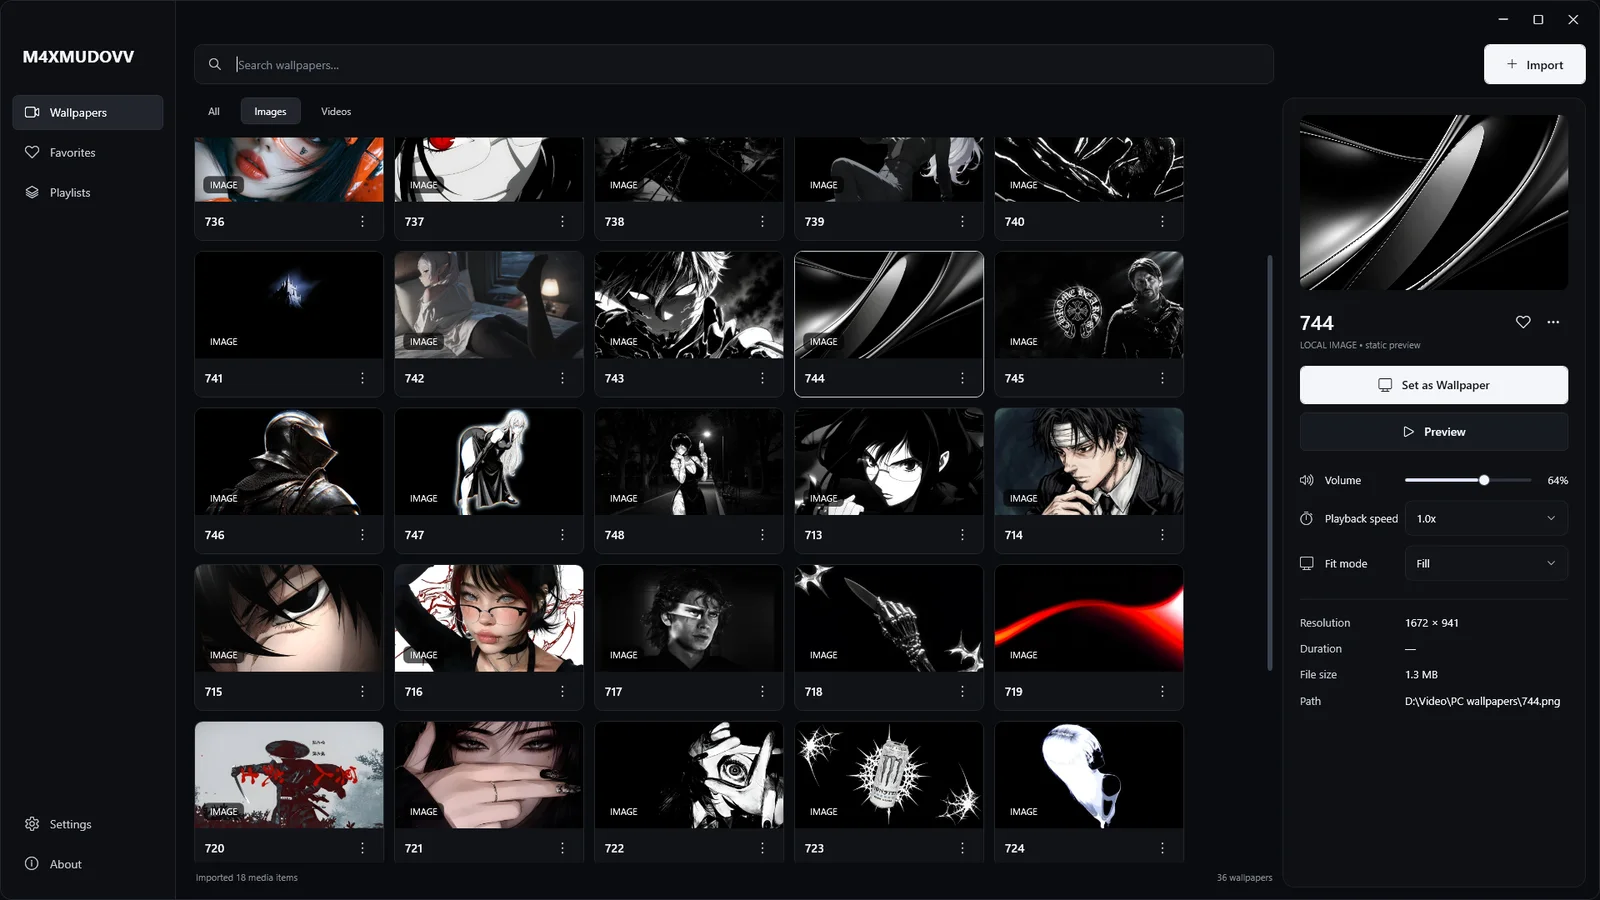 M4XMUDOVV
Search wallpapers...
Import
Wallpapers
Favorites
Playlists
All
Images
Videos
IMAGE
IMAGE
IMAGE
IMAGE
IMAGE
736
737
738
739
740
IMAGE
IMAGE
IMAGE
IMAGE
IMAGE
741
742
743
744
745
IMAGE
IMAGE
IMAGE
IMAGE
IMAGE
746
747
748
713
714
IMAGE
IMAGE
IMAGE
IMAGE
IMAGE
715
716
717
718
719
IMAGE
IMAGE
IMAGE
IMAGE
IMAGE
720
721
722
723
724
Settings
About
Imported 18 media items
36 wallpapers
744
LOCAL IMAGE • static preview
Set as Wallpaper
Preview
Volume
64%
Playback speed
1.0x
Fit mode
Fill
Resolution
1672 × 941
Duration
—
File size
1.3 MB
Path
D:\Video\PC wallpapers\744.png